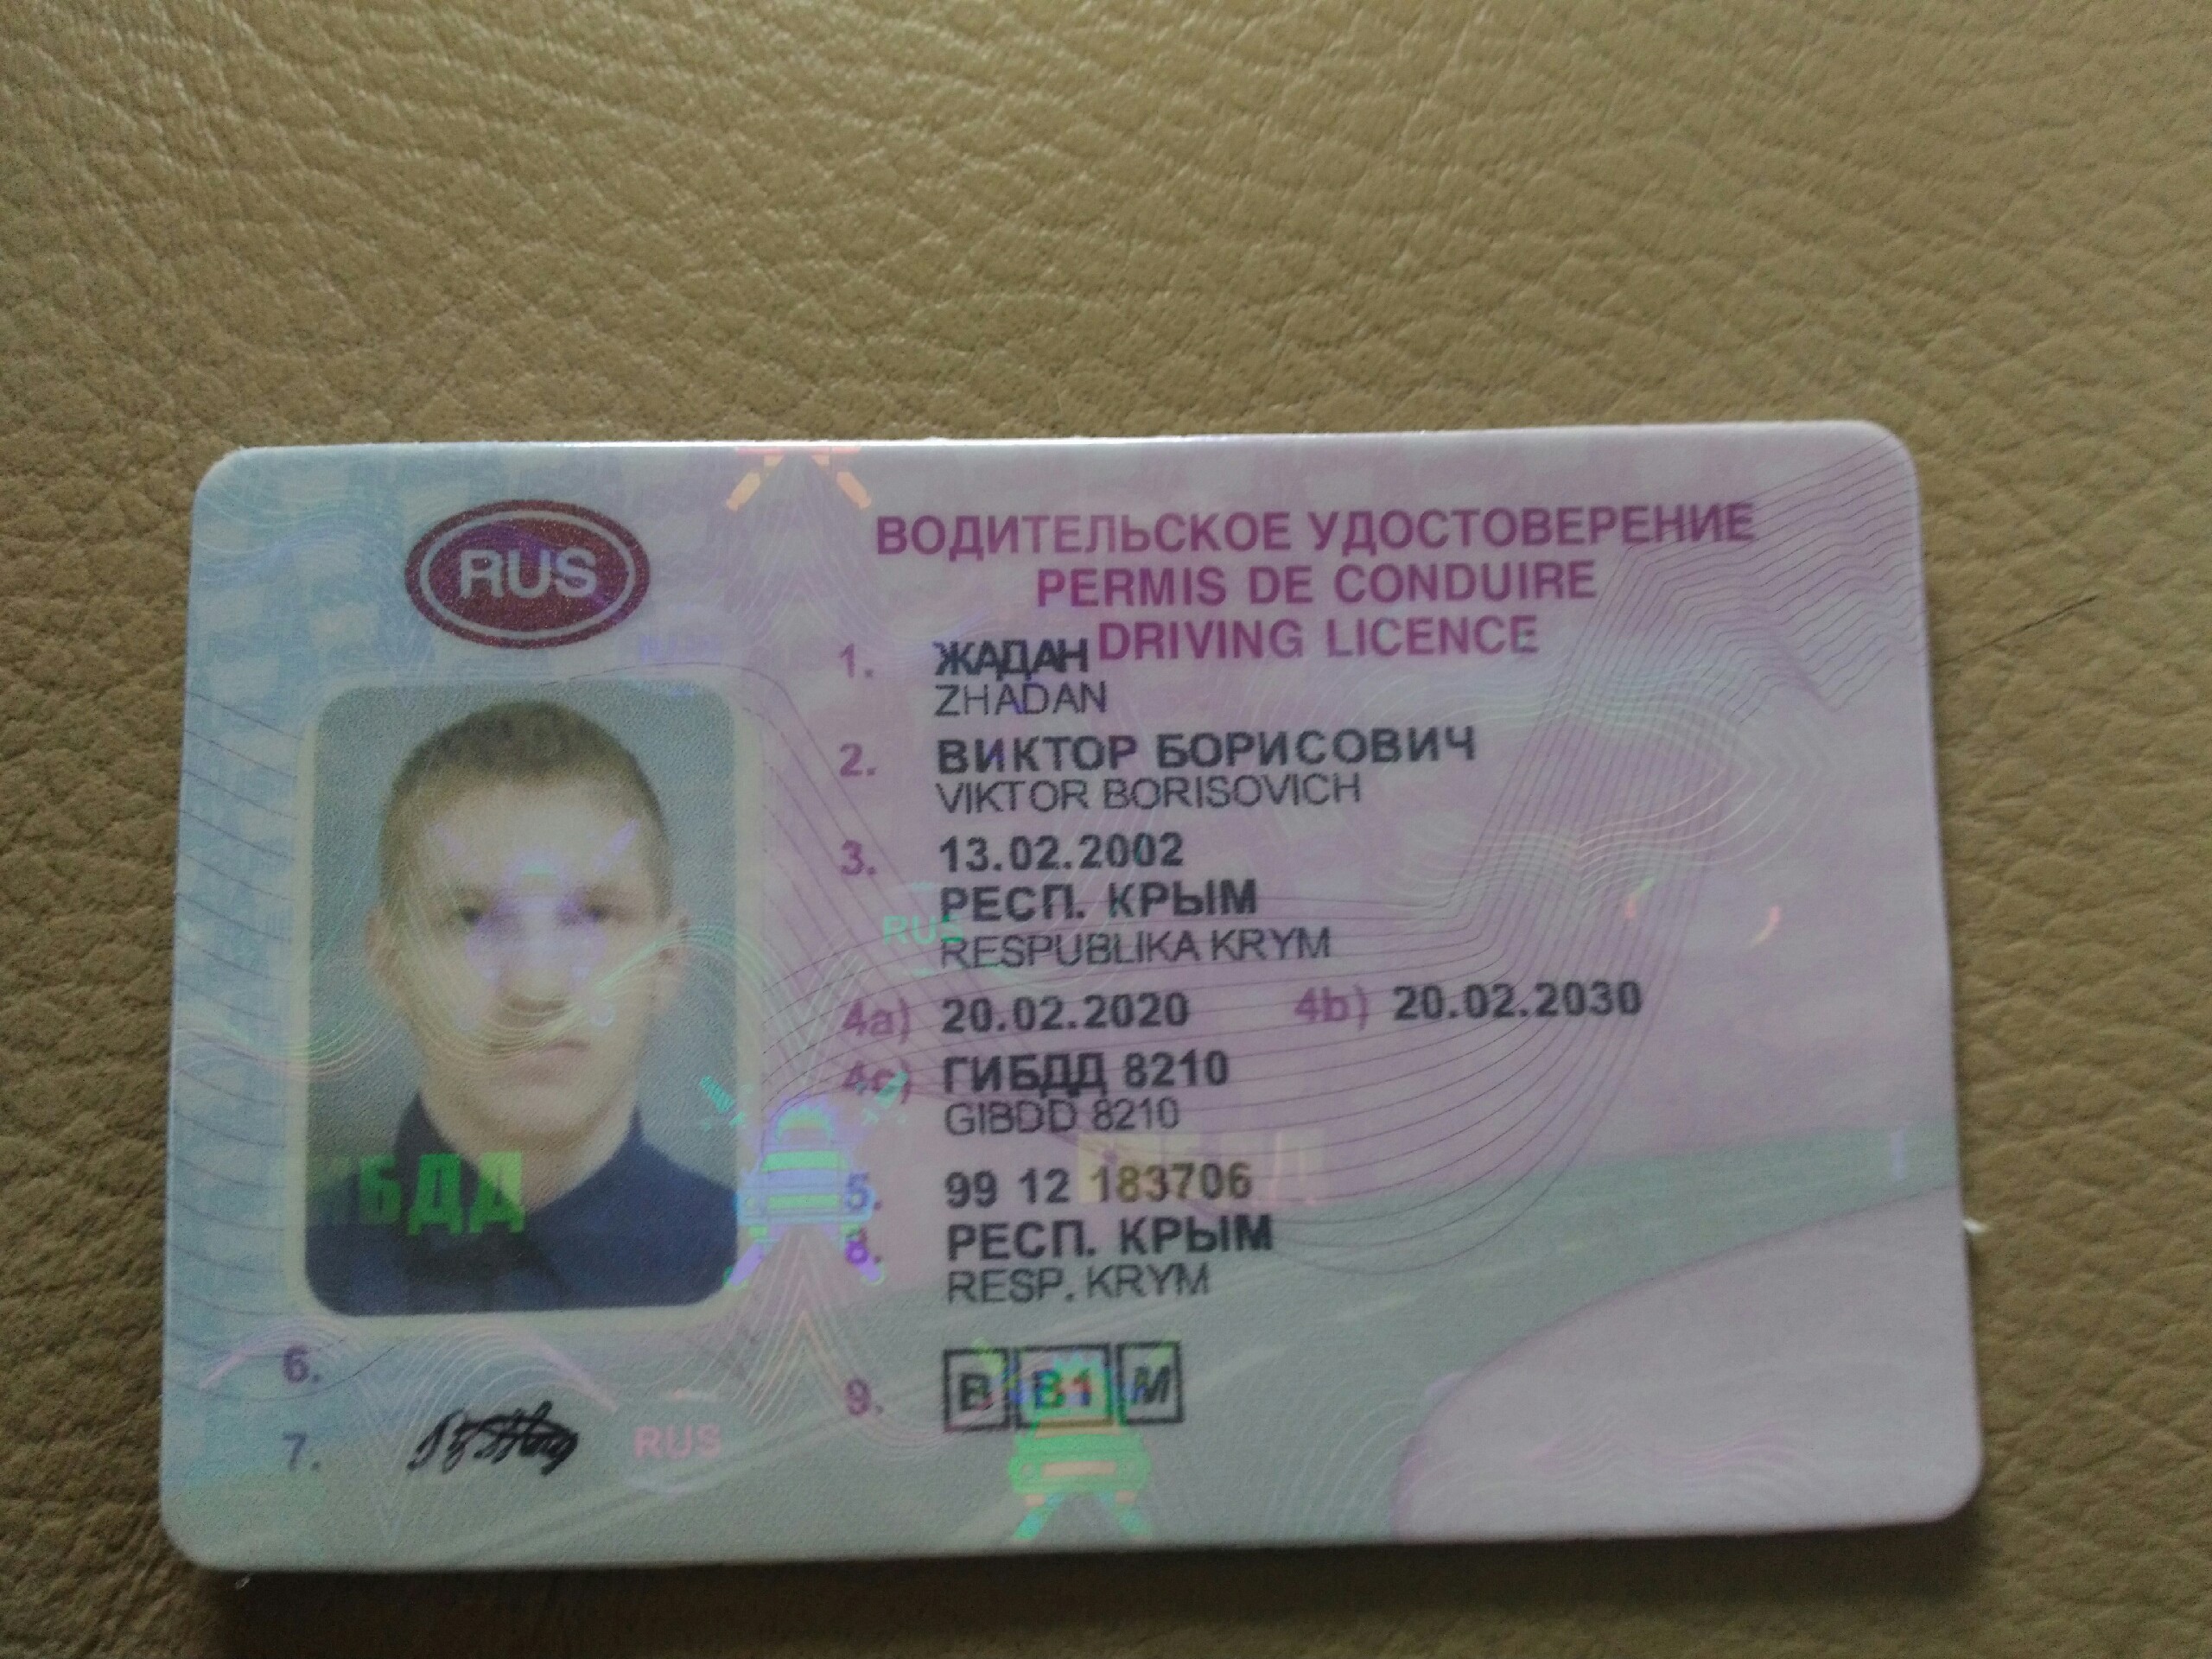 RUS
ВОДИТЕЛЬСКОЕ УДОСТОВЕРЕНИЕ
PERMIS DE CONDUIRE
DRIVING LICENCE
1. ЖАДАН
ZHADAN
2. ВИКТОР БОРИСОВИЧ
VIKTOR BORISOVICH
3. 13.02.2002
РЕСП. КРЫМ
RESPUBLIKA KRYM
RUS
4a) 20.02.2020 4b) 20.02.2030
4c) ГИБДД 8210
GIBDD 8210
5. 99 12 183706
8. РЕСП. КРЫМ
RESP. KRYM
ИБДД
6.
7.
RUS
9. B B1 M